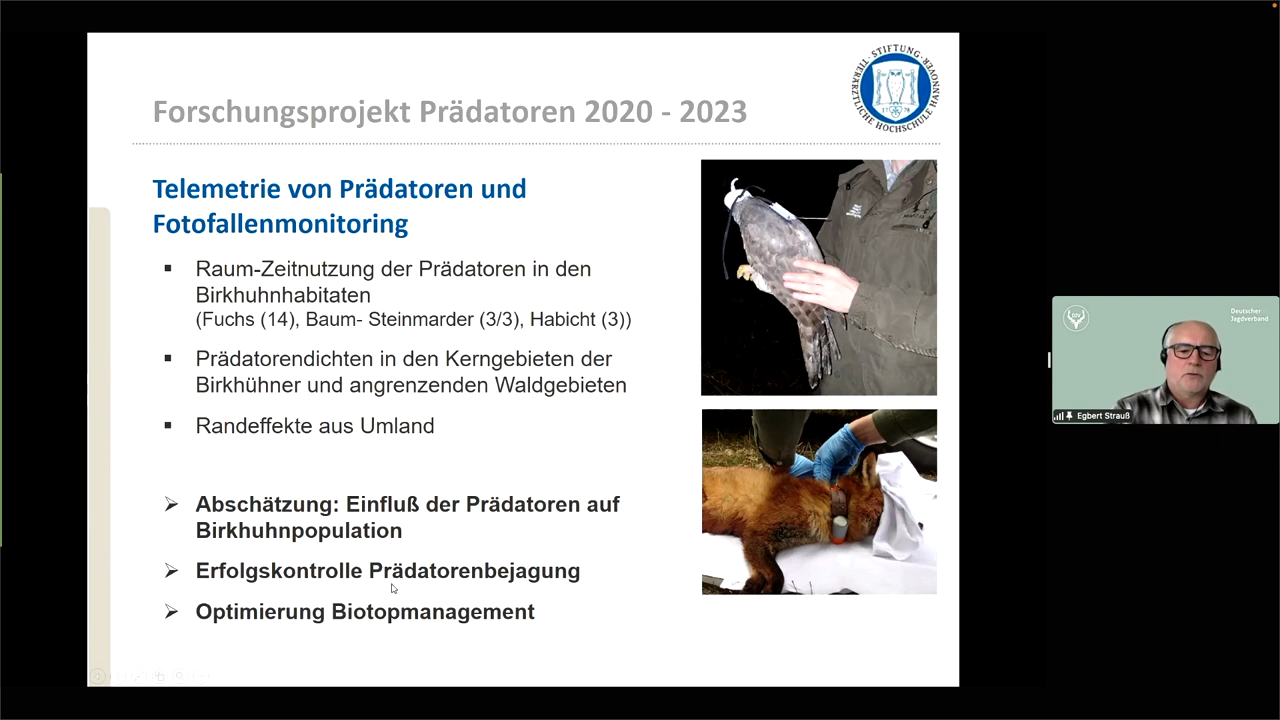 STIFTUNG
TIERÄRZTLICHE HOCHSCHULE HANNOVER
1778
Forschungsprojekt Prädatoren 2020 - 2023
Telemetrie von Prädatoren und
Fotofallenmonitoring
▪ Raum-Zeitnutzung der Prädatoren in den
Birkhuhnhabitaten
(Fuchs (14), Baum- Steinmarder (3/3), Habicht (3))
▪ Prädatorendichten in den Kerngebieten der
Birkhühner und angrenzenden Waldgebieten
▪ Randeffekte aus Umland
➢ Abschätzung: Einfluß der Prädatoren auf
Birkhuhnpopulation
➢ Erfolgskontrolle Prädatorenbejagung
➢ Optimierung Biotopmanagement
DJV
Deutscher
Jagdverband
Egbert Strauß